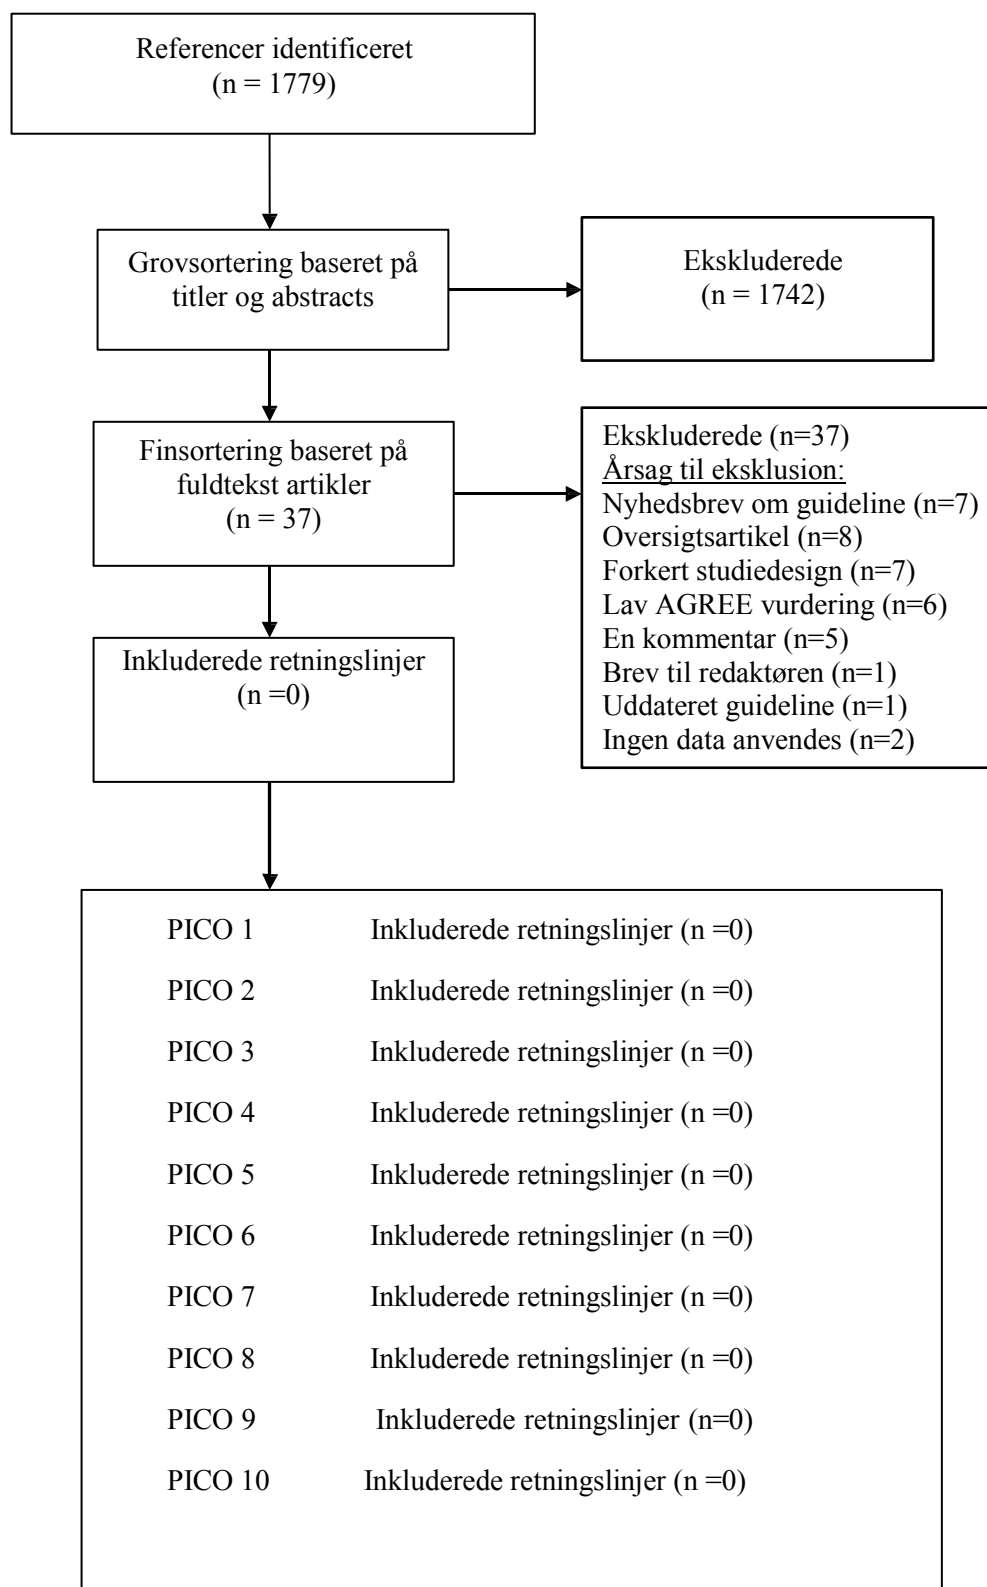 Referencer identificeret
(n = 1779)
Grovsortering baseret på
titler og abstracts
Ekskluderede
(n = 1742)
Finsortering baseret på
fuldtekst artikler
(n = 37)
Ekskluderede (n=37)
Årsag til eksklusion:
Nyhedsbrev om guideline (n=7)
Oversigtsartikel (n=8)
Forkert studiedesign (n=7)
Lav AGREE vurdering (n=6)
En kommentar (n=5)
Brev til redaktøren (n=1)
Uddateret guideline (n=1)
Ingen data anvendes (n=2)
Inkluderede retningslinjer
(n =0)
PICO 1 Inkluderede retningslinjer (n =0)
PICO 2 Inkluderede retningslinjer (n =0)
PICO 3 Inkluderede retningslinjer (n =0)
PICO 4 Inkluderede retningslinjer (n =0)
PICO 5 Inkluderede retningslinjer (n =0)
PICO 6 Inkluderede retningslinjer (n =0)
PICO 7 Inkluderede retningslinjer (n =0)
PICO 8 Inkluderede retningslinjer (n =0)
PICO 9 Inkluderede retningslinjer (n=0)
PICO 10 Inkluderede retningslinjer (n =0)